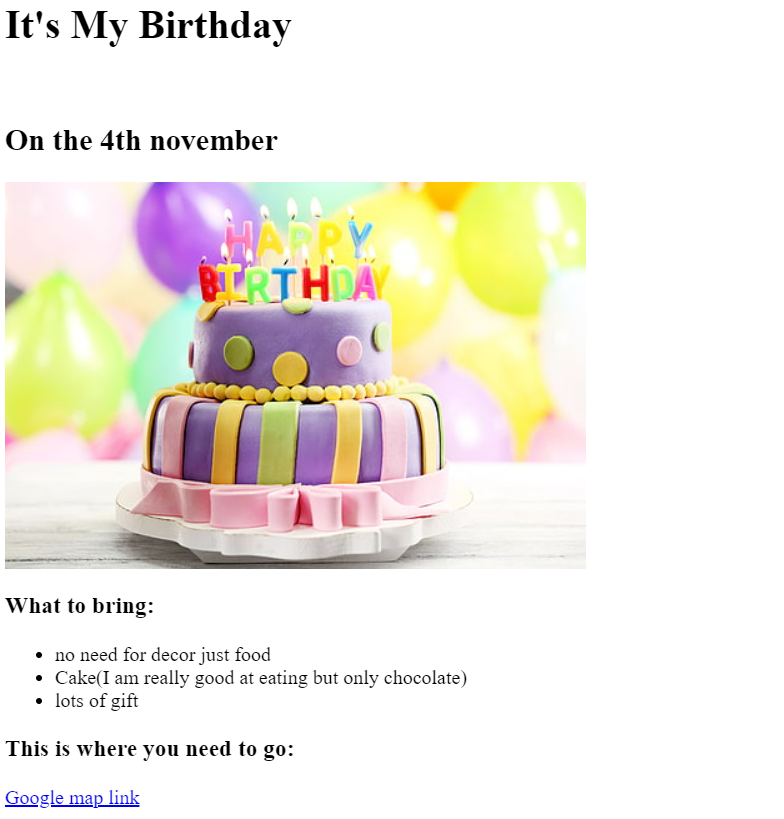 It's My Birthday
On the 4th november
HAPPY
BIRTHDAY
What to bring:
no need for decor just food
Cake(I am really good at eating but only chocolate)
lots of gift
This is where you need to go:
Google map link